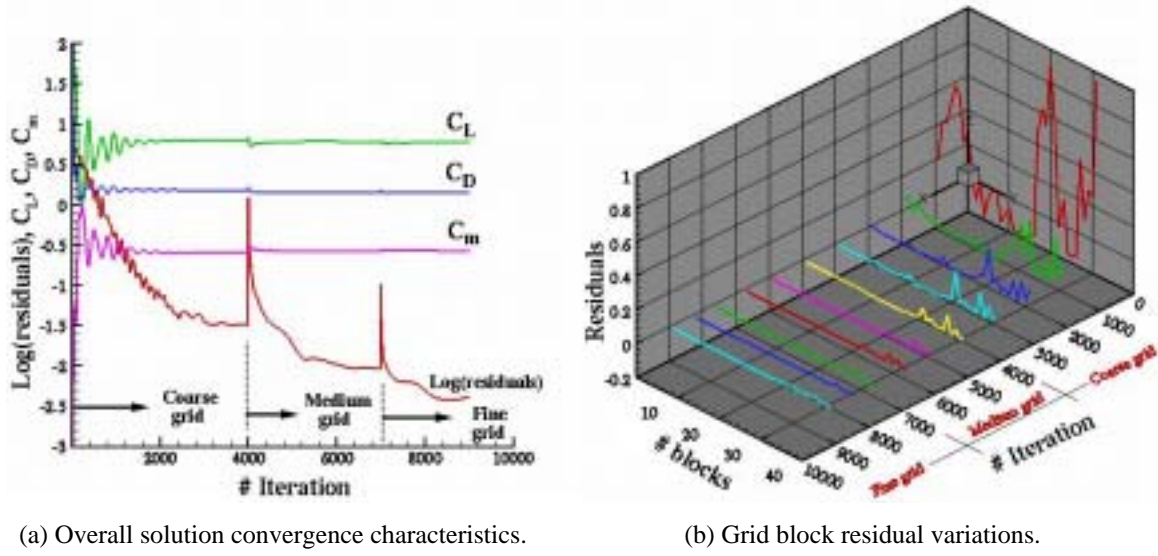 Log(residuals), C_L, C_D, C_m
2
1.5
1
0.5
0
-0.5
-1
-1.5
-2
-2.5
-3
C_L
C_D
C_m
Log(residuals)
Coarse
grid
Medium
grid
Fine
grid
2000
4000
6000
8000
10000
# Iteration
(a) Overall solution convergence characteristics.
Residuals
1
0.8
0.6
0.4
0.2
0
-0.2
10
20
30
40
# blocks
0
1000
2000
3000
4000
5000
6000
7000
8000
9000
10000
Coarse grid
Medium grid
Fine grid
# Iteration
(b) Grid block residual variations.